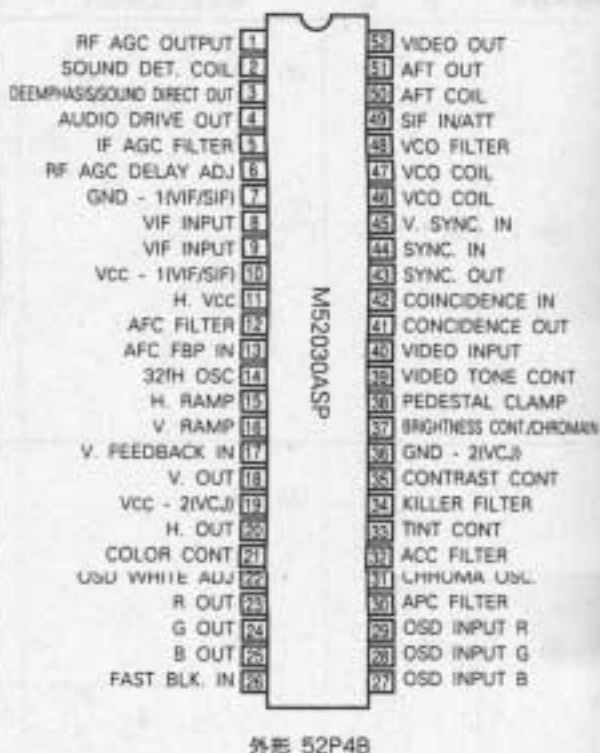 RF AGC OUTPUT 1
SOUND DET. COIL 2
DEEMPHASIS/SOUND DIRECT OUT 3
AUDIO DRIVE OUT 4
IF AGC FILTER 5
RF AGC DELAY ADJ 6
GND - 1(VIF/SIF) 7
VIF INPUT 8
VIF INPUT 9
Vcc - 1(VIF/SIF) 10
H. Vcc 11
AFC FILTER 12
AFC FBP IN 13
32fH OSC 14
H. RAMP 15
V. RAMP 16
V. FEEDBACK IN 17
V. OUT 18
Vcc - 2(VCJ) 19
H. OUT 20
COLOR CONT 21
OSD WHITE ADJ 22
R OUT 23
G OUT 24
B OUT 25
FAST BLK. IN 26
M52030ASP
52 VIDEO OUT
51 AFT OUT
50 AFT COIL
49 SIF IN/ATT
48 VCO FILTER
47 VCO COIL
46 VCO COIL
45 V. SYNC. IN
44 SYNC. IN
43 SYNC. OUT
42 COINCIDENCE IN
41 CONCIDENCE OUT
40 VIDEO INPUT
39 VIDEO TONE CONT
38 PEDESTAL CLAMP
37 BRIGHTNESS CONT./CHROMAIN
36 GND - 2(VCJ)
35 CONTRAST CONT
34 KILLER FILTER
33 TINT CONT
32 ACC FILTER
31 CHROMA OSC.
30 APC FILTER
29 OSD INPUT R
28 OSD INPUT G
27 OSD INPUT B
外形 52P4B